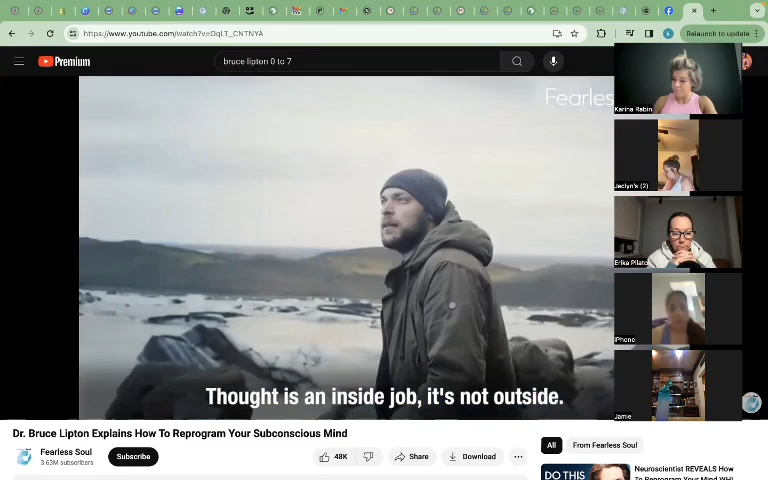 https://www.youtube.com/watch?v=OqLT_CNTNYA
Relaunch to update
Premium
bruce lipton 0 to 7
Fearless
Karina Rabin
Jaclyn's (2)
Erika Pilato
iPhone
Jamie
Thought is an inside job, it's not outside.
Dr. Bruce Lipton Explains How To Reprogram Your Subconscious Mind
Fearless Soul
3.63M subscribers
Subscribe
48K
Share
Download
All
From Fearless Soul
DO THIS
Neuroscientist REVEALS How
To Reprogram Your Mind WHI